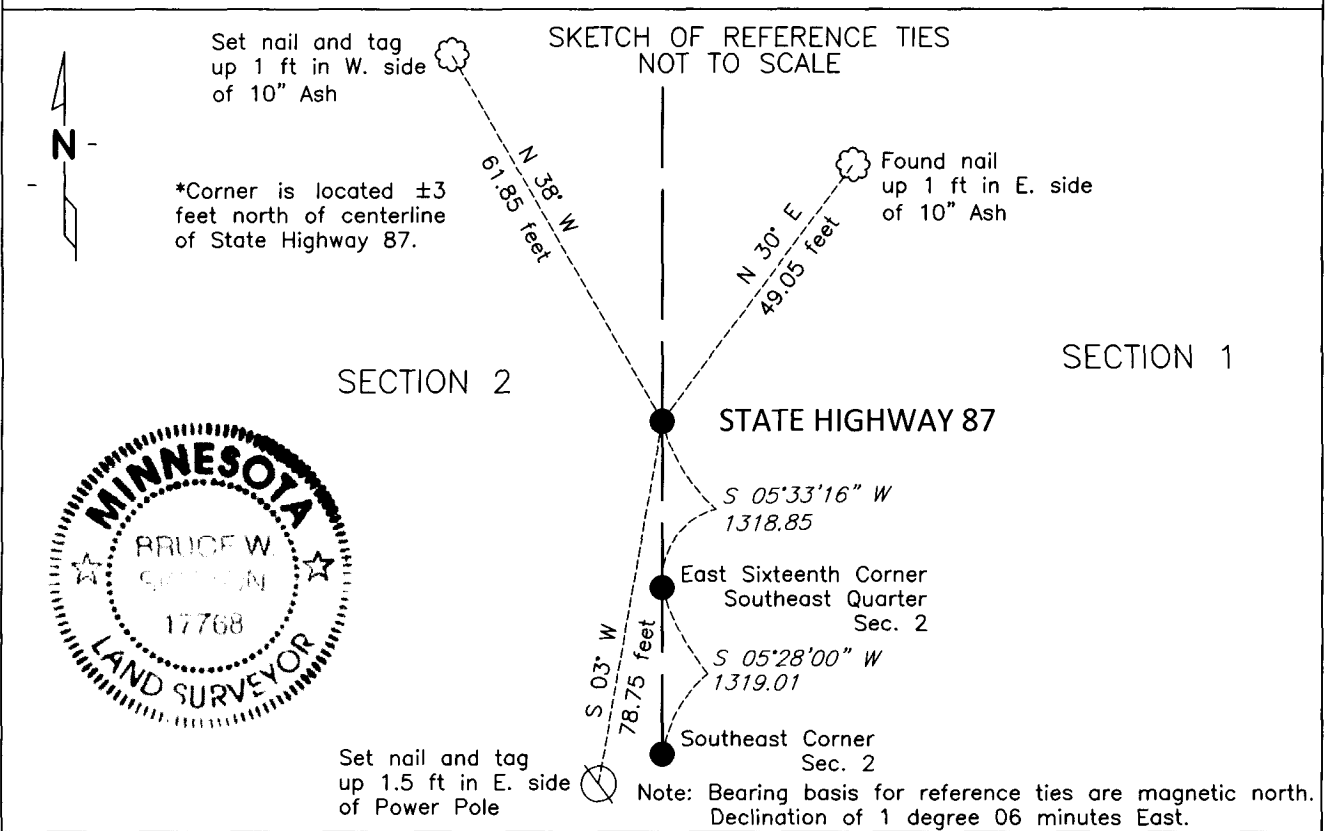 SKETCH OF REFERENCE TIES
NOT TO SCALE
Set nail and tag
up 1 ft in W. side
of 10" Ash
N
*Corner is located ±3
feet north of centerline
of State Highway 87.
N 38° W
61.85 feet
Found nail
up 1 ft in E. side
of 10" Ash
N 30° E
49.05 feet
SECTION 2
SECTION 1
STATE HIGHWAY 87
S 05°33'16" W
1318.85
East Sixteenth Corner
Southeast Quarter
Sec. 2
S 05°28'00" W
1319.01
Southeast Corner
Sec. 2
S 03° W
78.75 feet
MINNESOTA
BRUCE W.
17768
LAND SURVEYOR
Set nail and tag
up 1.5 ft in E. side
of Power Pole
Note: Bearing basis for reference ties are magnetic north.
Declination of 1 degree 06 minutes East.